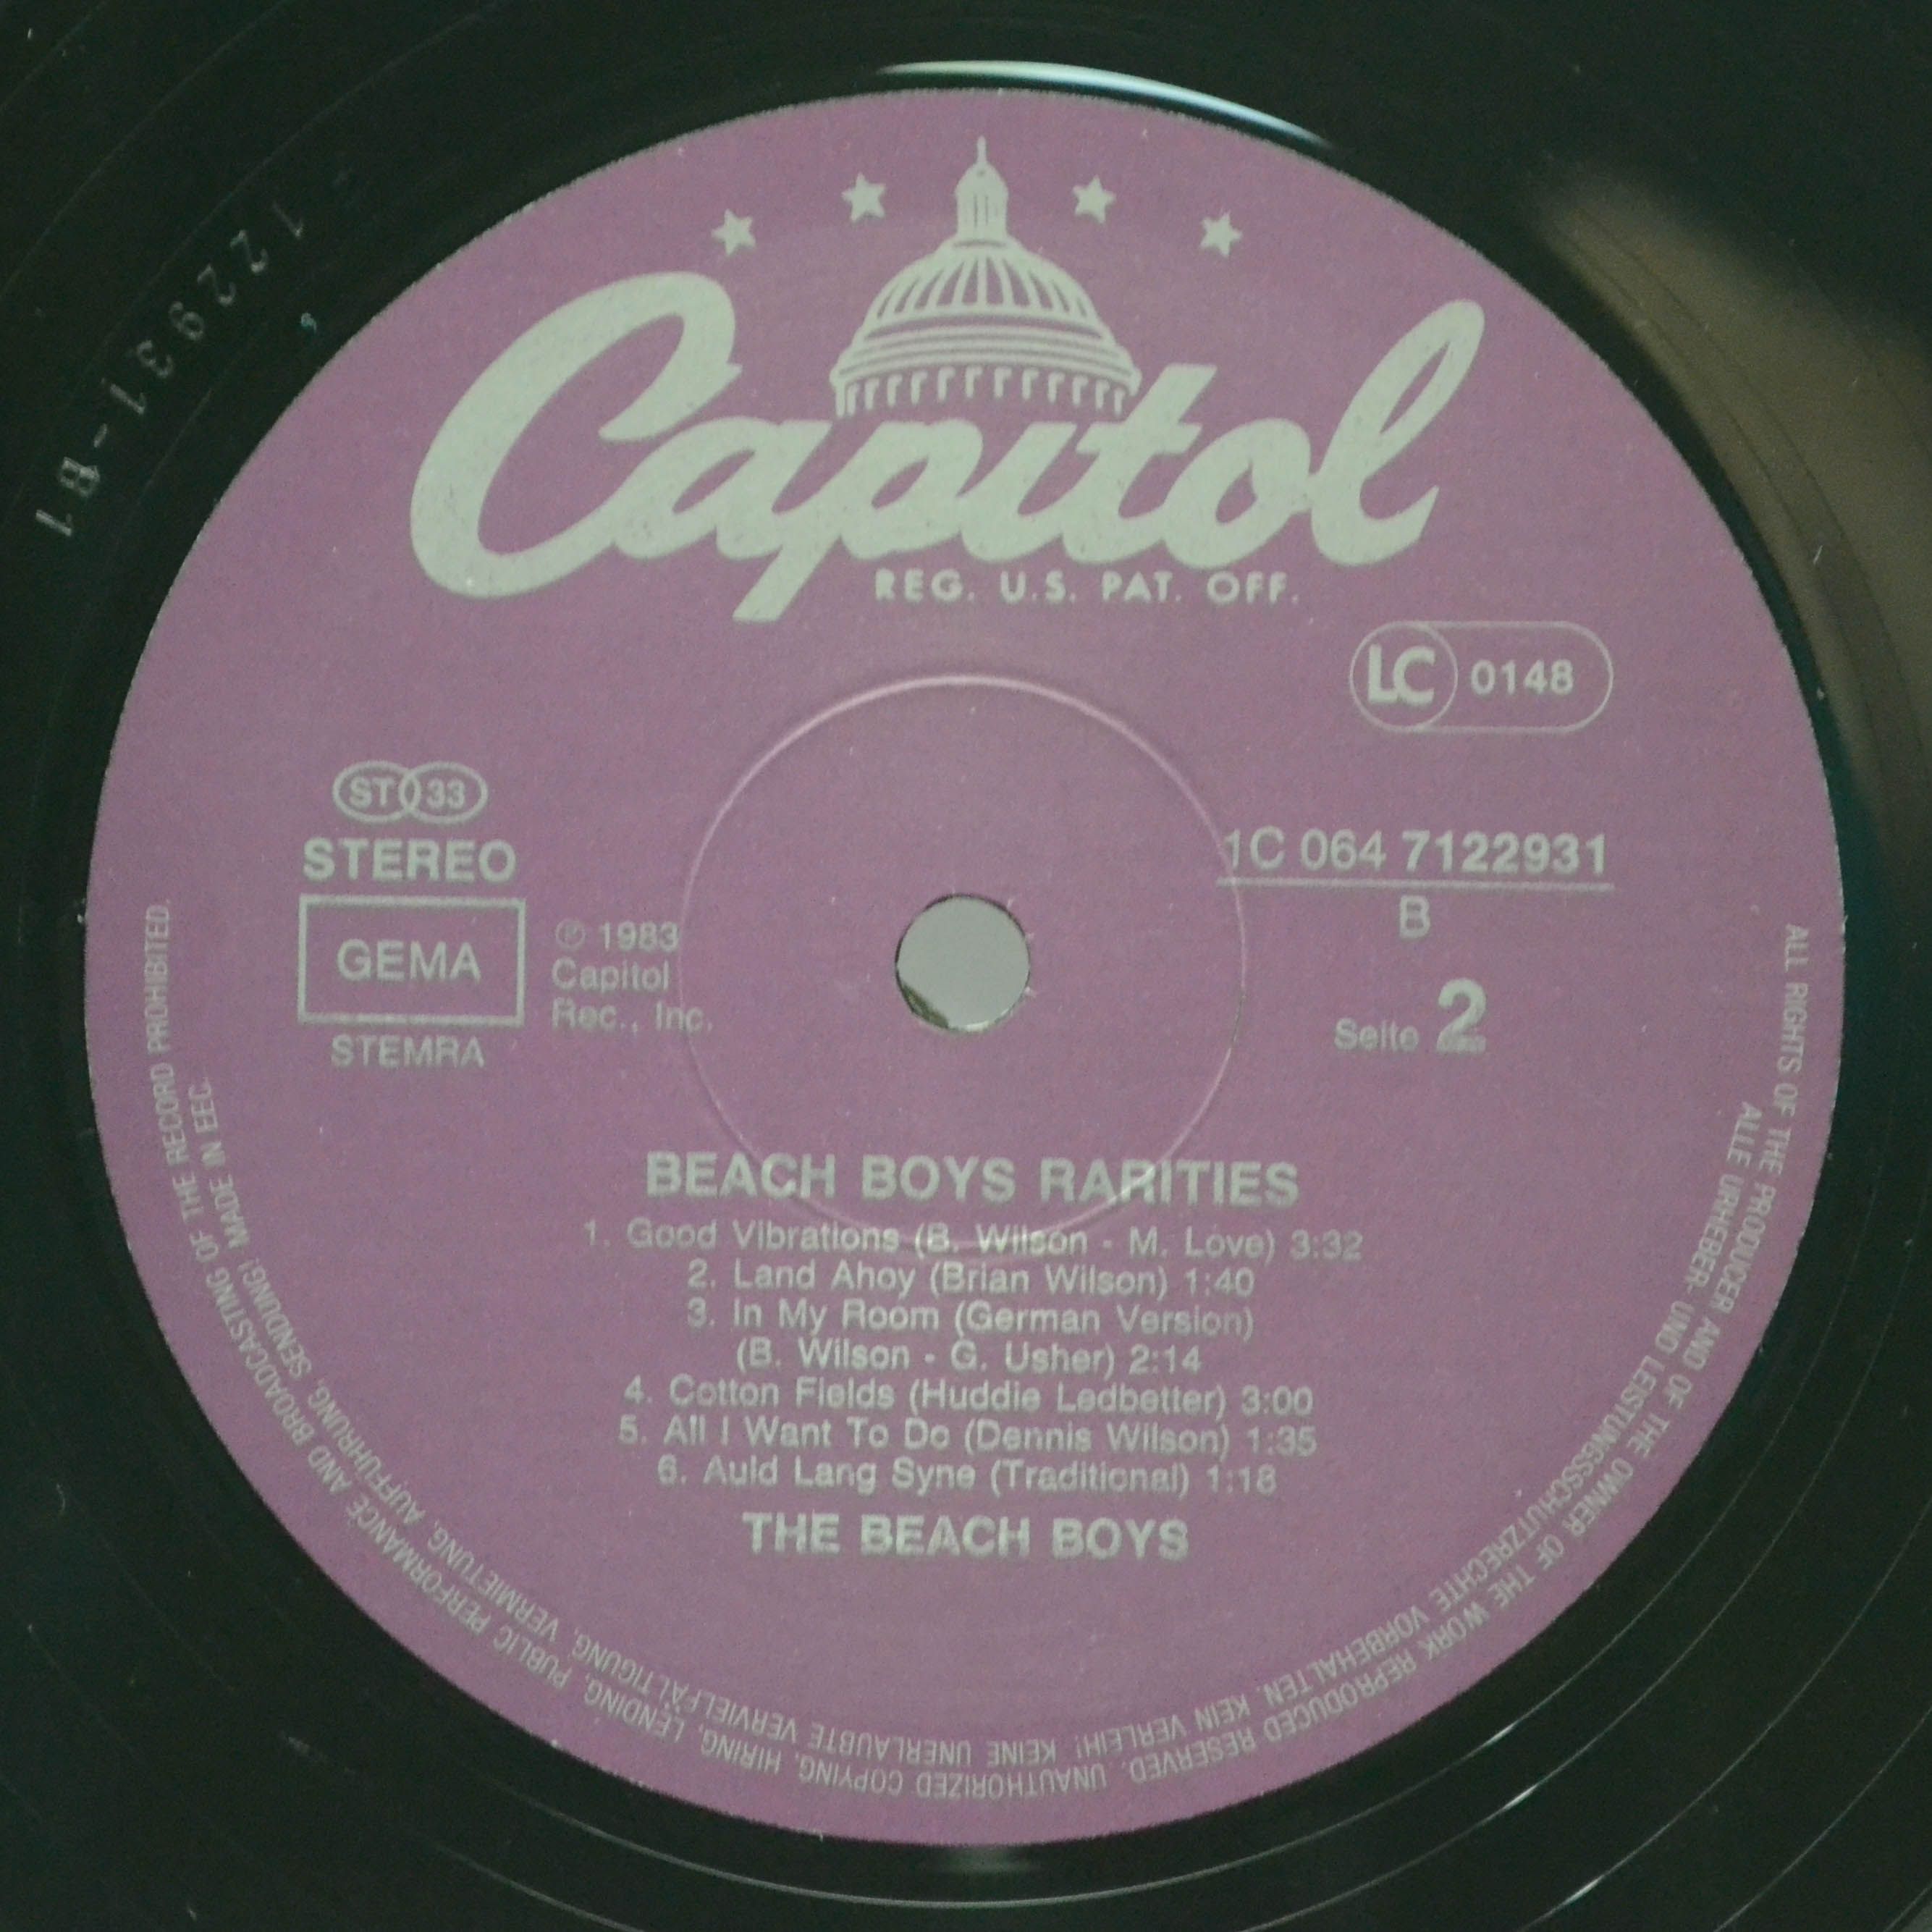 Capitol
REG. U.S. PAT. OFF.
LC 0148
ST 33
STEREO
GEMA
STEMRA
℗ 1983
Capitol
Rec., Inc.
1C 064 7122931
B
Seite 2
BEACH BOYS RARITIES
1. Good Vibrations (B. Wilson - M. Love) 3:32
2. Land Ahoy (Brian Wilson) 1:40
3. In My Room (German Version)
(B. Wilson - G. Usher) 2:14
4. Cotton Fields (Huddie Ledbetter) 3:00
5. All I Want To Do (Dennis Wilson) 1:35
6. Auld Lang Syne (Traditional) 1:18
THE BEACH BOYS
ALL RIGHTS OF THE PRODUCER AND OF THE OWNER OF THE WORK REPRODUCED RESERVED. UNAUTHORIZED COPYING, HIRING, LENDING, PUBLIC PERFORMANCE AND BROADCASTING OF THE RECORD PROHIBITED.
ALLE URHEBER- UND LEISTUNGSSCHUTZRECHTE VORBEHALTEN. KEIN VERLEIH! KEINE UNERLAUBTE VERVIELFÄLTIGUNG, VERMIETUNG, AUFFÜHRUNG, SENDUNG! MADE IN EEC.
122931-B1